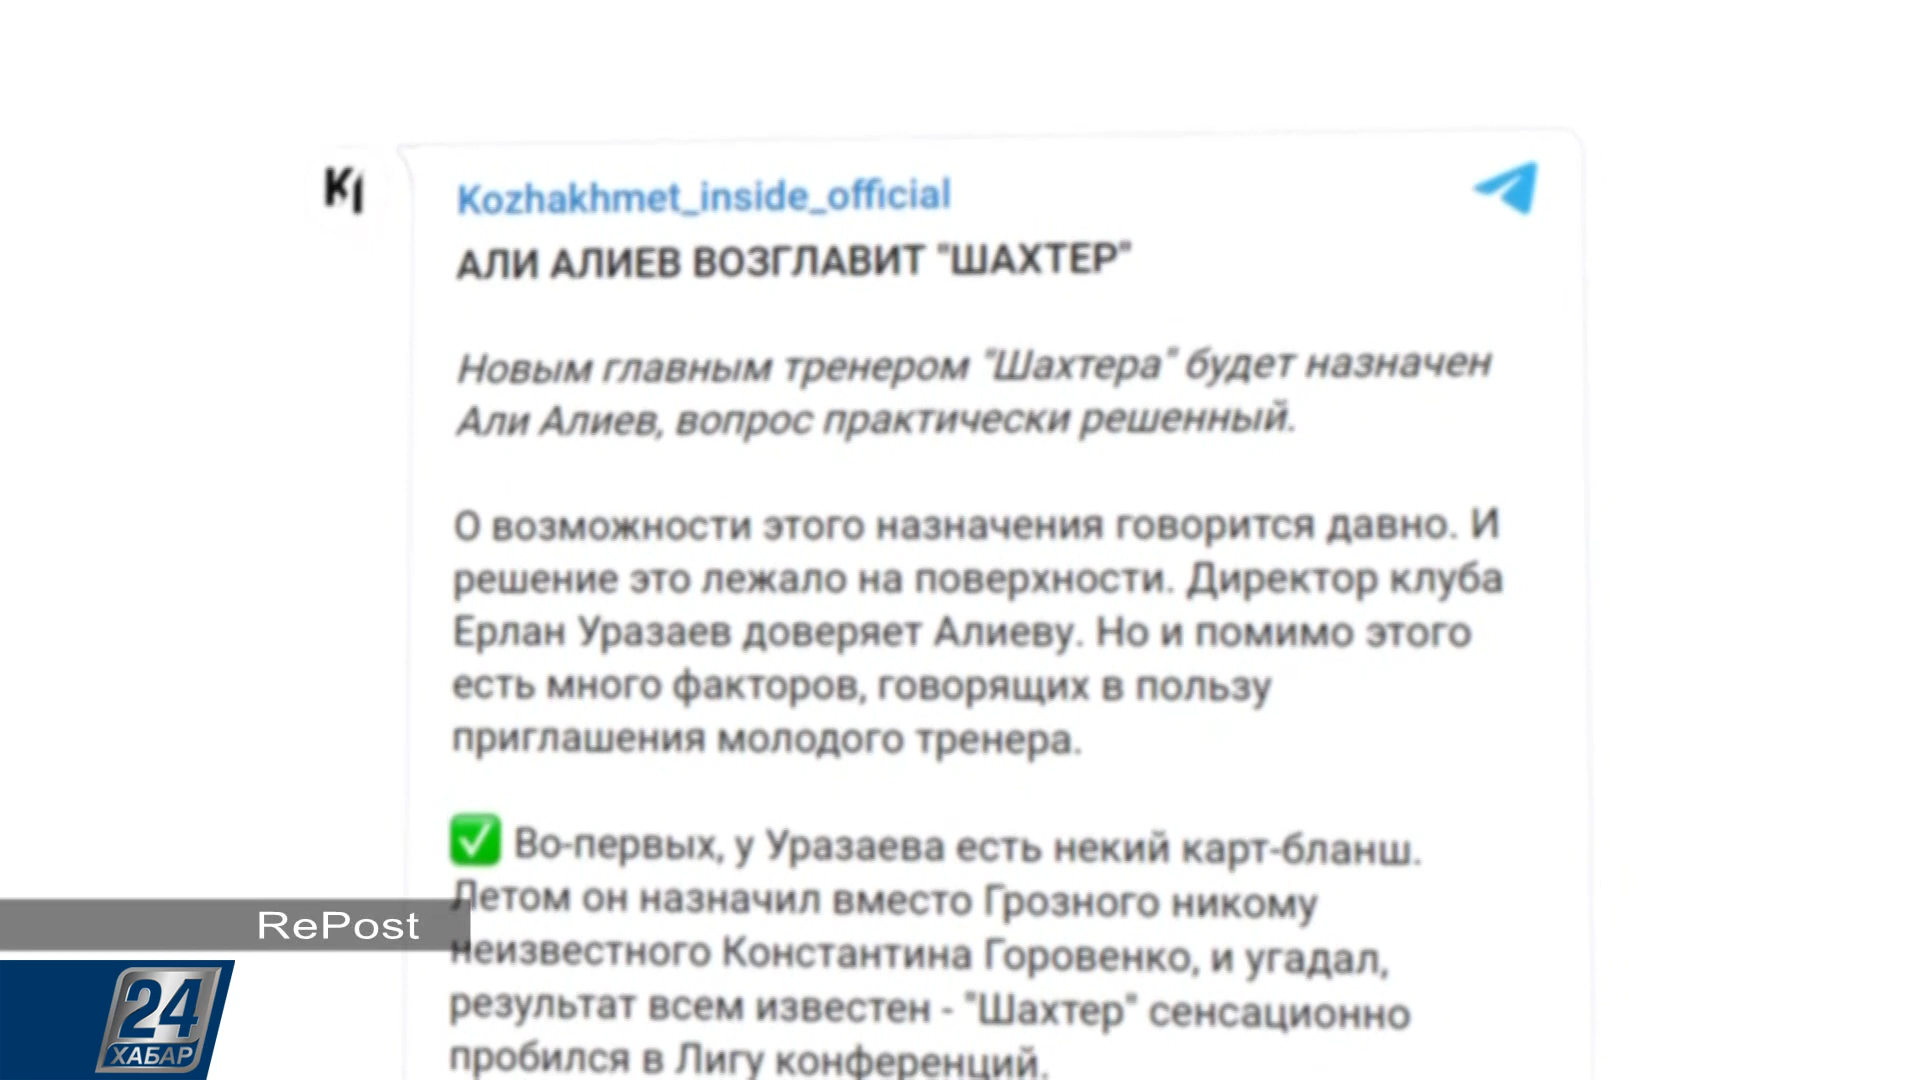 KI
Kozhakhmet_inside_official
АЛИ АЛИЕВ ВОЗГЛАВИТ "ШАХТЕР"
Новым главным тренером "Шахтера" будет назначен
Али Алиев, вопрос практически решенный.
О возможности этого назначения говорится давно. И
решение это лежало на поверхности. Директор клуба
Ерлан Уразаев доверяет Алиеву. Но и помимо этого
есть много факторов, говорящих в пользу
приглашения молодого тренера.
✅ Во-первых, у Уразаева есть некий карт-бланш.
Летом он назначил вместо Грозного никому
неизвестного Константина Горовенко, и угадал,
результат всем известен - "Шахтер" сенсационно
пробился в Лигу конференций.
RePost
24
ХАБАР